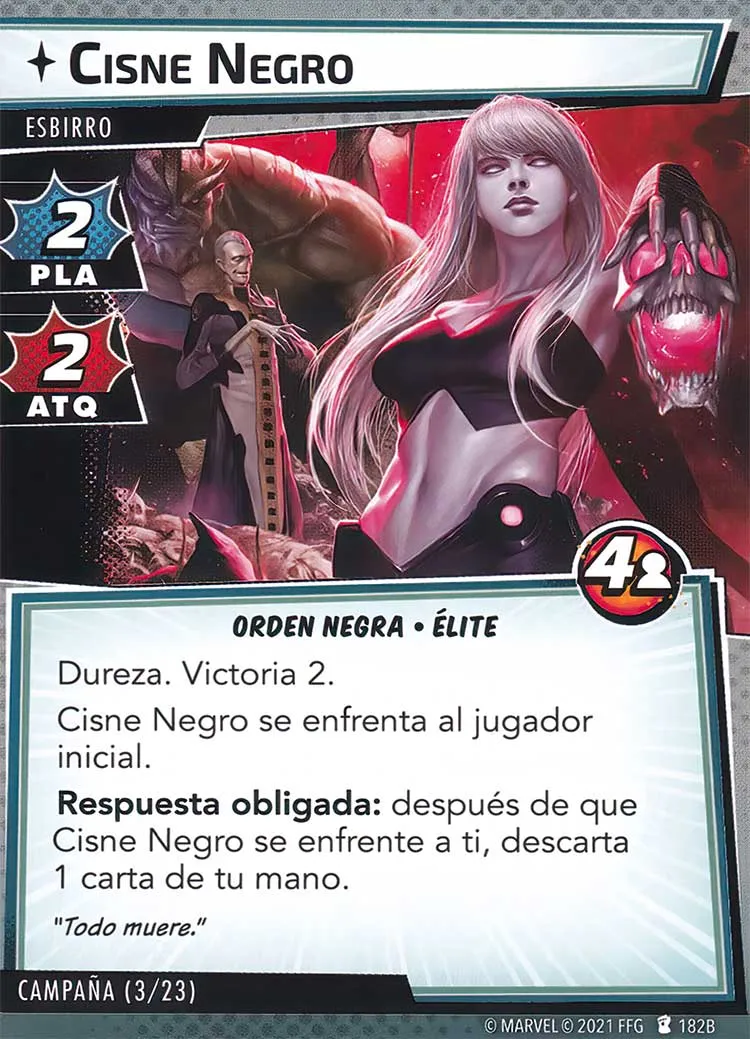 CISNE NEGRO
ESBIRRO
2
PLA
2
ATQ
4
ORDEN NEGRA • ÉLITE
Dureza. Victoria 2.
Cisne Negro se enfrenta al jugador
inicial.
Respuesta obligada: después de que
Cisne Negro se enfrente a ti, descarta
1 carta de tu mano.
"Todo muere."
CAMPAÑA (3/23)
© MARVEL © 2021 FFG 182B